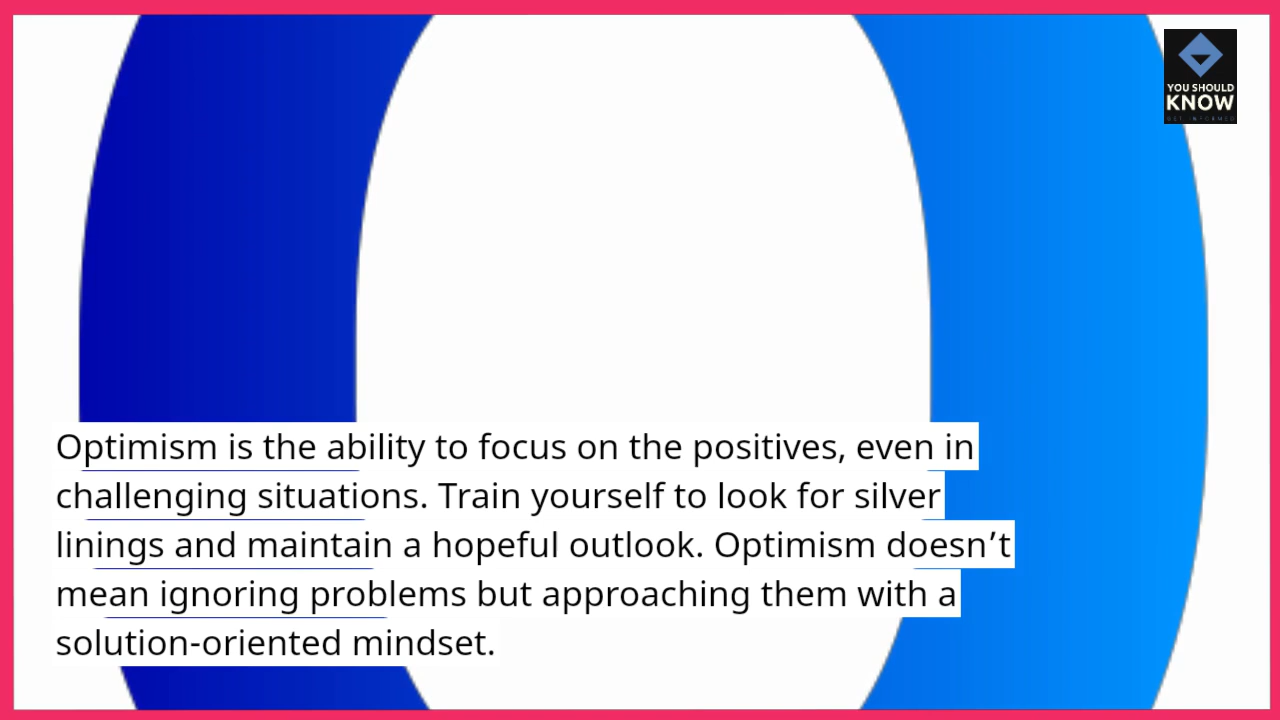 YOU SHOULD
KNOW
GET INFORMED
Optimism is the ability to focus on the positives, even in
challenging situations. Train yourself to look for silver
linings and maintain a hopeful outlook. Optimism doesn’t
mean ignoring problems but approaching them with a
solution-oriented mindset.